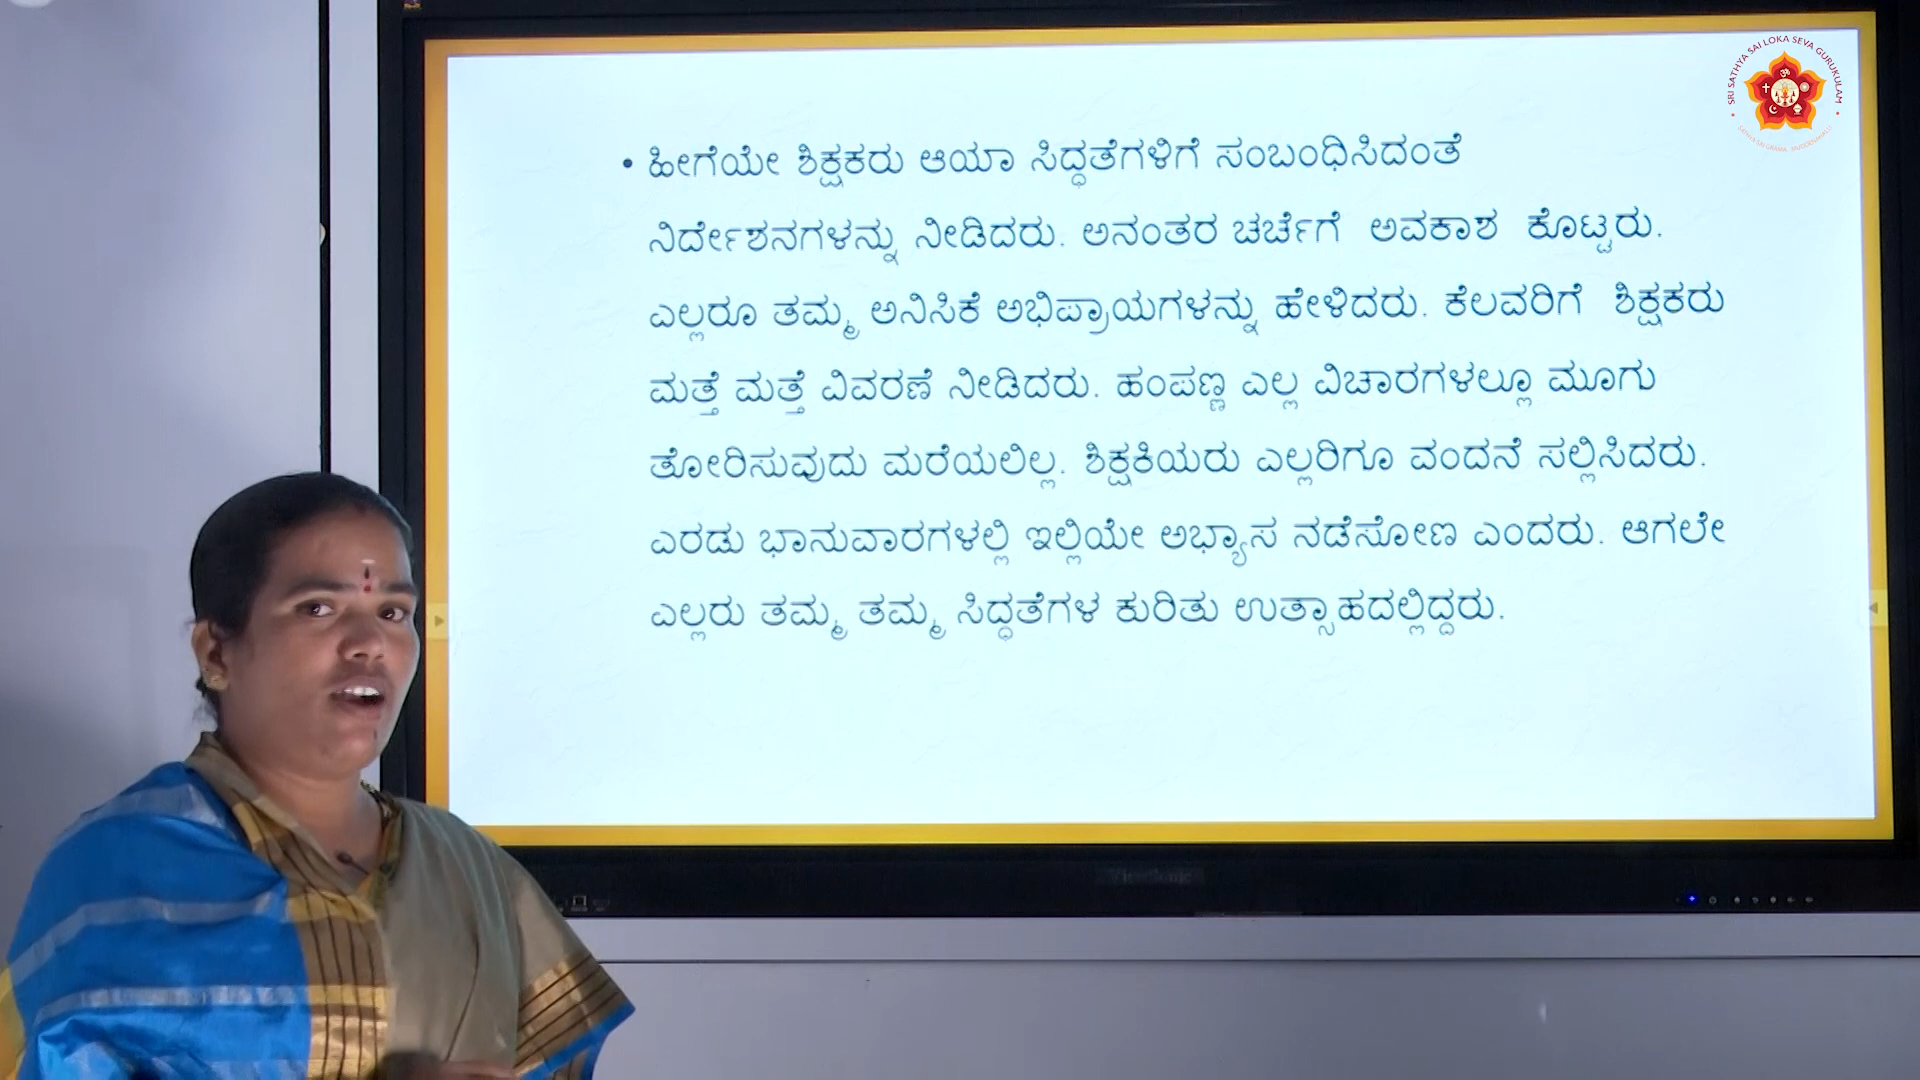 SRI SATHYA SAI LOKA SEVA GURUKULAM
• ಹೀಗೆಯೇ ಶಿಕ್ಷಕರು ಆಯಾ ಸಿದ್ಧತೆಗಳಿಗೆ ಸಂಬಂಧಿಸಿದಂತೆ
ನಿರ್ದೇಶನಗಳನ್ನು ನೀಡಿದರು. ಅನಂತರ ಚರ್ಚೆಗೆ ಅವಕಾಶ ಕೊಟ್ಟರು.
ಎಲ್ಲರೂ ತಮ್ಮ ಅನಿಸಿಕೆ ಅಭಿಪ್ರಾಯಗಳನ್ನು ಹೇಳಿದರು. ಕೆಲವರಿಗೆ ಶಿಕ್ಷಕರು
ಮತ್ತೆ ಮತ್ತೆ ವಿವರಣೆ ನೀಡಿದರು. ಹಂಪಣ್ಣ ಎಲ್ಲ ವಿಚಾರಗಳಲ್ಲೂ ಮೂಗು
ತೋರಿಸುವುದು ಮರೆಯಲಿಲ್ಲ. ಶಿಕ್ಷಕಿಯರು ಎಲ್ಲರಿಗೂ ವಂದನೆ ಸಲ್ಲಿಸಿದರು.
ಎರಡು ಭಾನುವಾರಗಳಲ್ಲಿ ಇಲ್ಲಿಯೇ ಅಭ್ಯಾಸ ನಡೆಸೋಣ ಎಂದರು. ಆಗಲೇ
ಎಲ್ಲರು ತಮ್ಮ ತಮ್ಮ ಸಿದ್ಧತೆಗಳ ಕುರಿತು ಉತ್ಸಾಹದಲ್ಲಿದ್ದರು.
ViewSonic